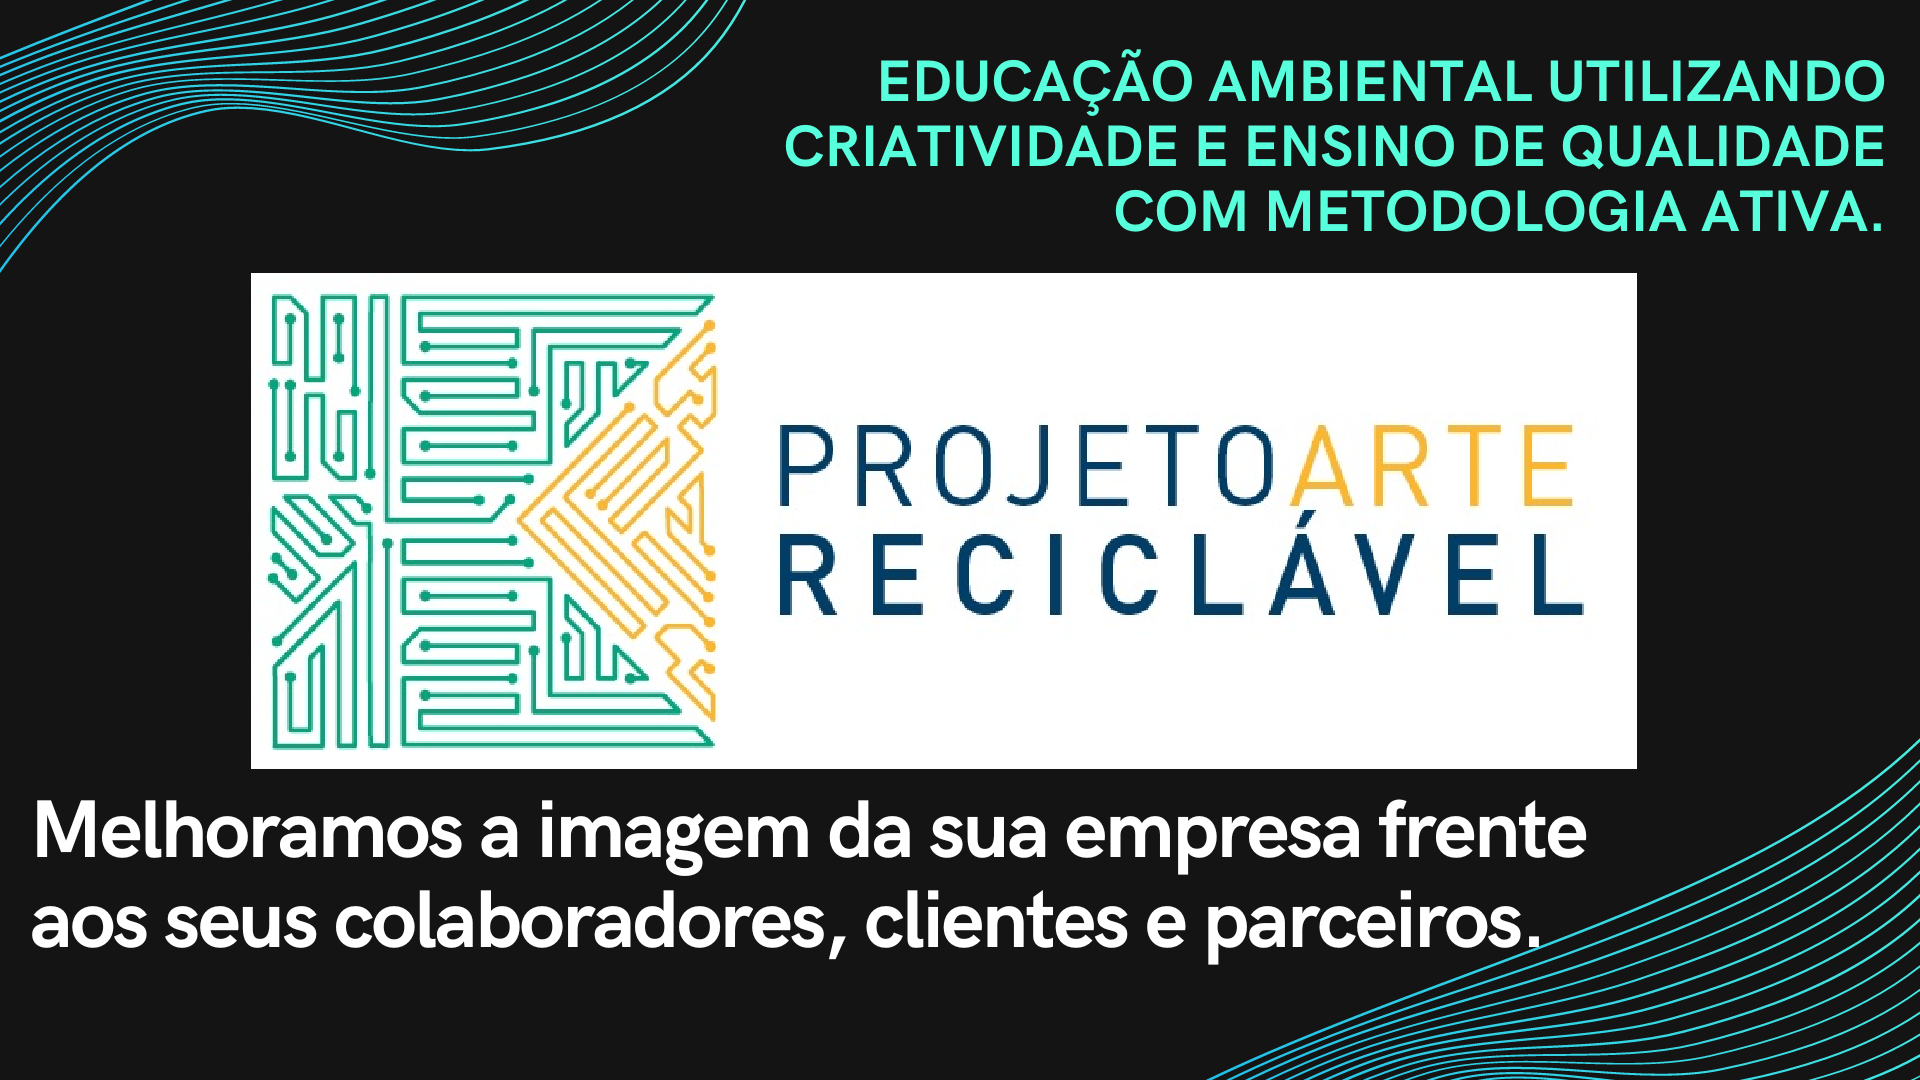 EDUCAÇÃO AMBIENTAL UTILIZANDO
CRIATIVIDADE E ENSINO DE QUALIDADE
COM METODOLOGIA ATIVA.
PROJETOARTE
RECICLÁVEL
Melhoramos a imagem da sua empresa frente
aos seus colaboradores, clientes e parceiros.